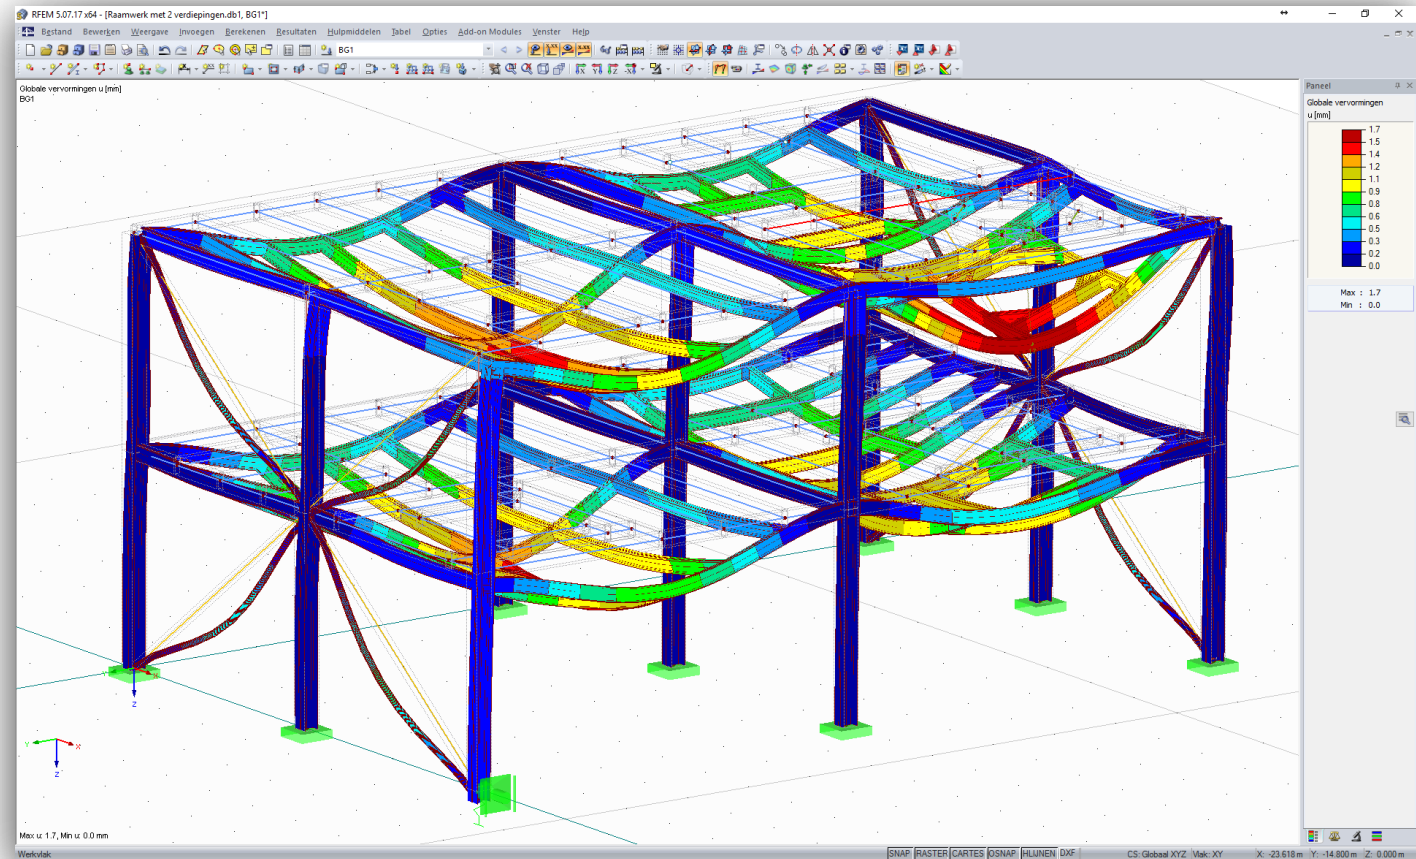 RFEM 5.07.17 x64 - [Raamwerk met 2 verdiepingen.db1, BG1*]
Bestand Bewerken Weergave Invoegen Berekenen Resultaten Hulpmiddelen Tabel Opties Add-on Modules Venster Help
BG1
Globale vervormingen u [mm]
BG1
Paneel
Globale vervormingen
u [mm]
1.7
1.5
1.4
1.2
1.1
0.9
0.8
0.6
0.5
0.3
0.2
0.0
Max : 1.7
Min : 0.0
Y X
Z
Y X
Z
Max u: 1.7, Min u: 0.0 mm
Werkvlak
SNAP RASTER CARTES OSNAP HLIJNEN DXF CS: Globaal XYZ Vlak: XY X: -23.618 m Y: -14.800 m Z: 0.000 m